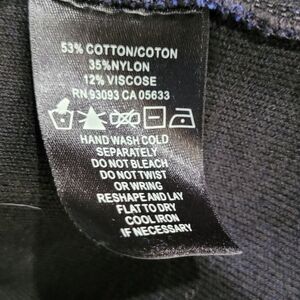 53% COTTON/COTON
35%NYLON
12% VISCOSE
RN 93093 CA 05633
HAND WASH COLD
SEPARATELY
DO NOT BLEACH
DO NOT TWIST
OR WRING
RESHAPE AND LAY
FLAT TO DRY
COOL IRON
IF NECESSARY